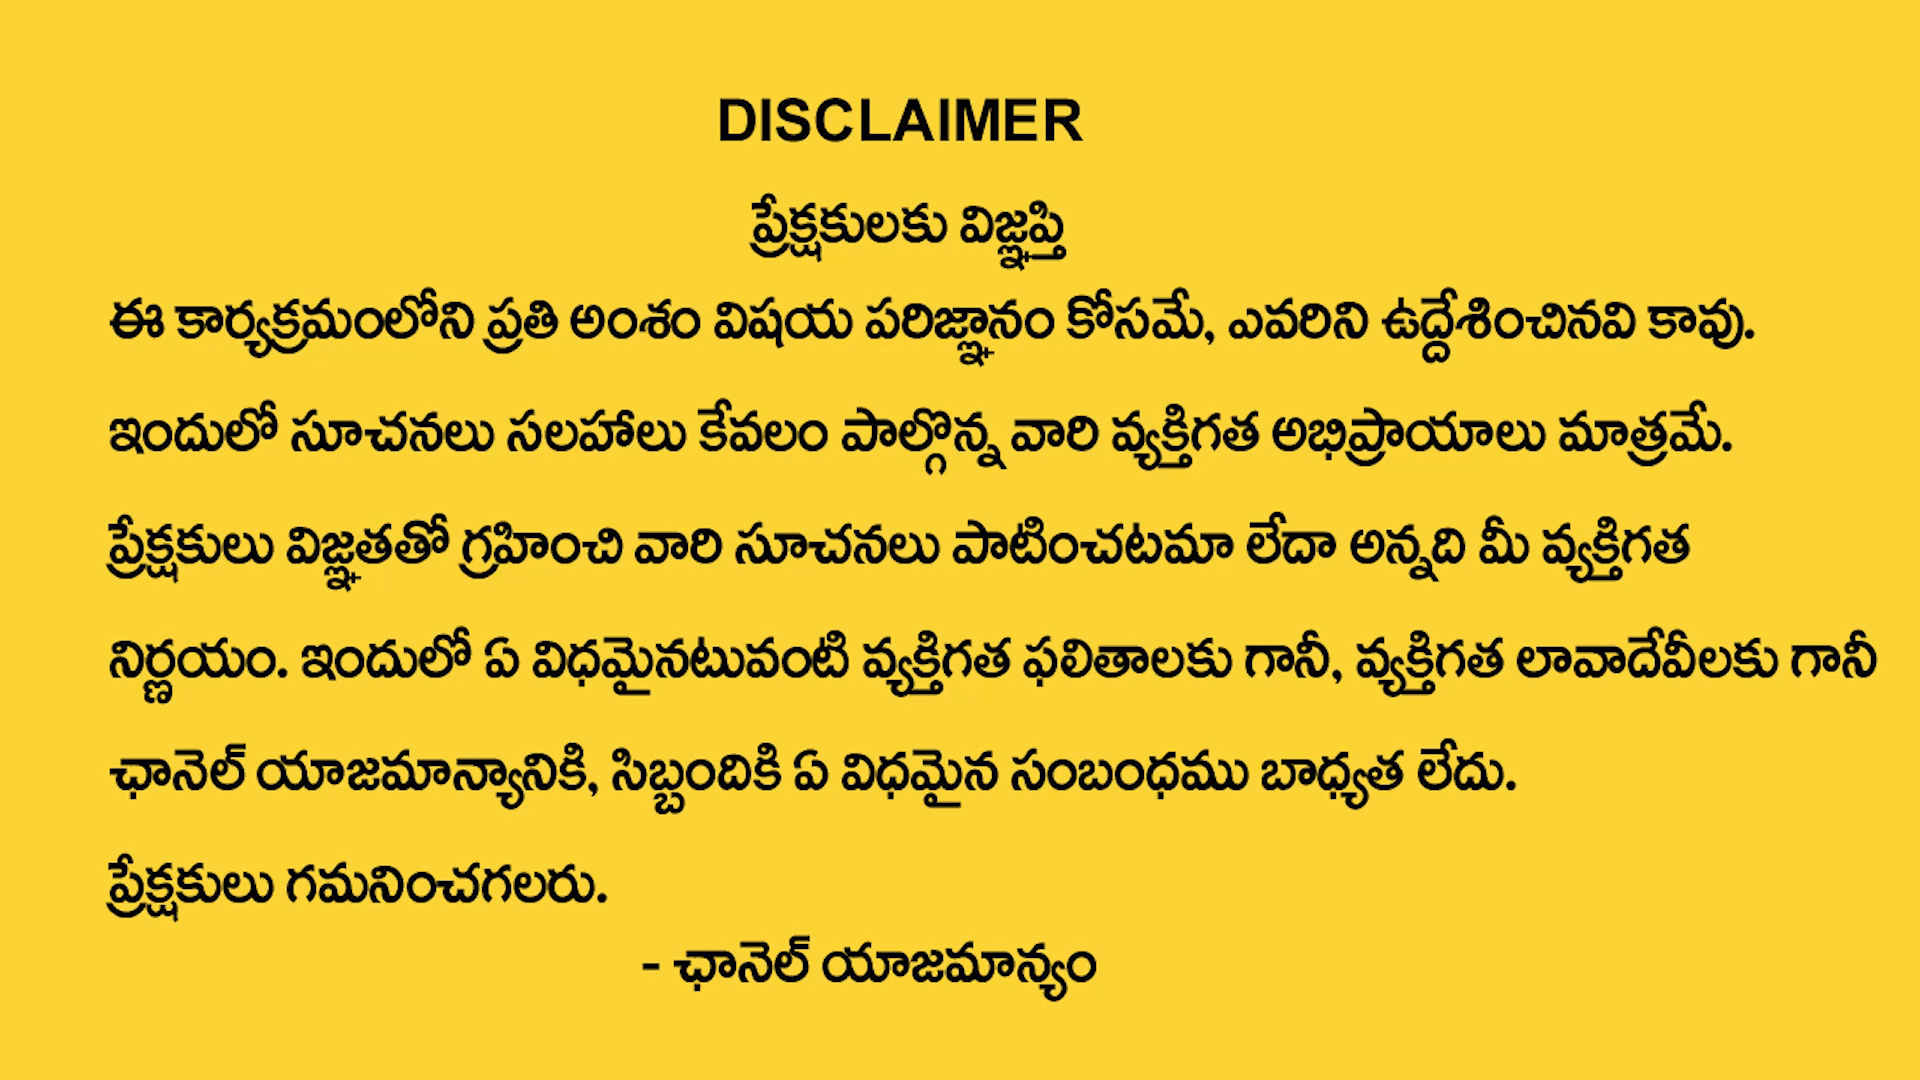 DISCLAIMER
ప్రేక్షకులకు విజ్ఞప్తి
ఈ కార్యక్రమంలోని ప్రతి అంశం విషయ పరిజ్ఞానం కోసమే, ఎవరిని ఉద్దేశించినవి కావు.
ఇందులో సూచనలు సలహాలు కేవలం పాల్గొన్న వారి వ్యక్తిగత అభిప్రాయాలు మాత్రమే.
ప్రేక్షకులు విజ్ఞతతో గ్రహించి వారి సూచనలు పాటించటమా లేదా అన్నది మీ వ్యక్తిగత
నిర్ణయం. ఇందులో ఏ విధమైనటువంటి వ్యక్తిగత ఫలితాలకు గానీ, వ్యక్తిగత లావాదేవీలకు గానీ
ఛానెల్ యాజమాన్యానికి, సిబ్బందికి ఏ విధమైన సంబంధము బాధ్యత లేదు.
ప్రేక్షకులు గమనించగలరు.
- ఛానెల్ యాజమాన్యం